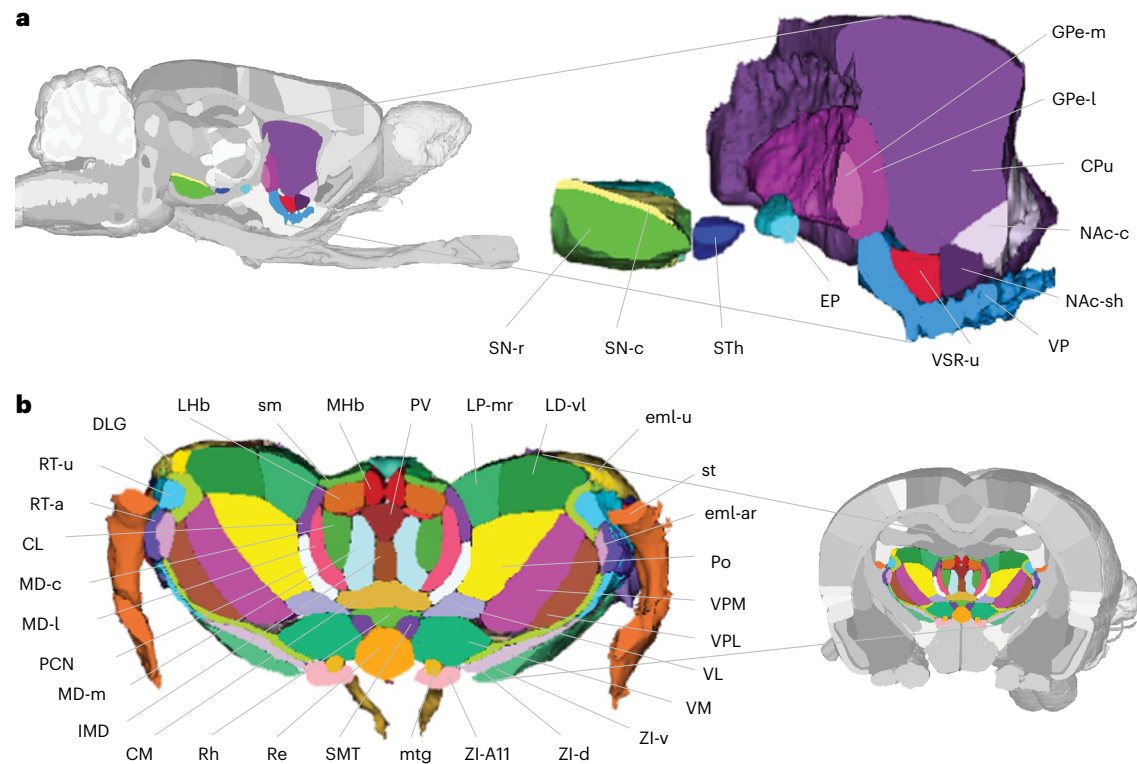 a
GPe-m
GPe-l
CPu
NAc-c
NAc-sh
EP
SN-r
SN-c
STh
VSR-u
VP
b
LHb
sm
MHb
PV
LP-mr
LD-vl
eml-u
DLG
RT-u
st
RT-a
eml-ar
CL
Po
MD-c
VPM
MD-l
VPL
PCN
VL
MD-m
VM
IMD
ZI-v
CM
Rh
Re
SMT
mtg
ZI-A11
ZI-d